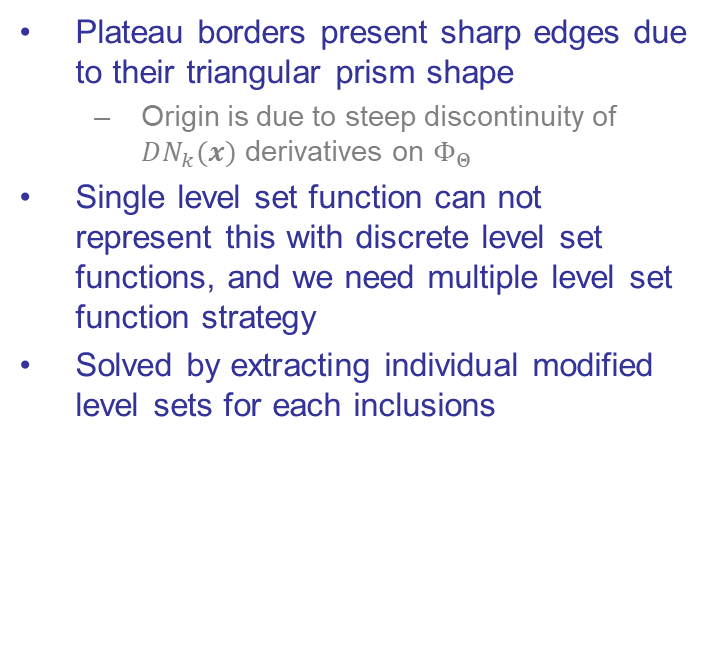 • Plateau borders present sharp edges due
to their triangular prism shape
– Origin is due to steep discontinuity of
𝐷𝑁ₖ(𝒙) derivatives on Φ_Θ
• Single level set function can not
represent this with discrete level set
functions, and we need multiple level set
function strategy
• Solved by extracting individual modified
level sets for each inclusions